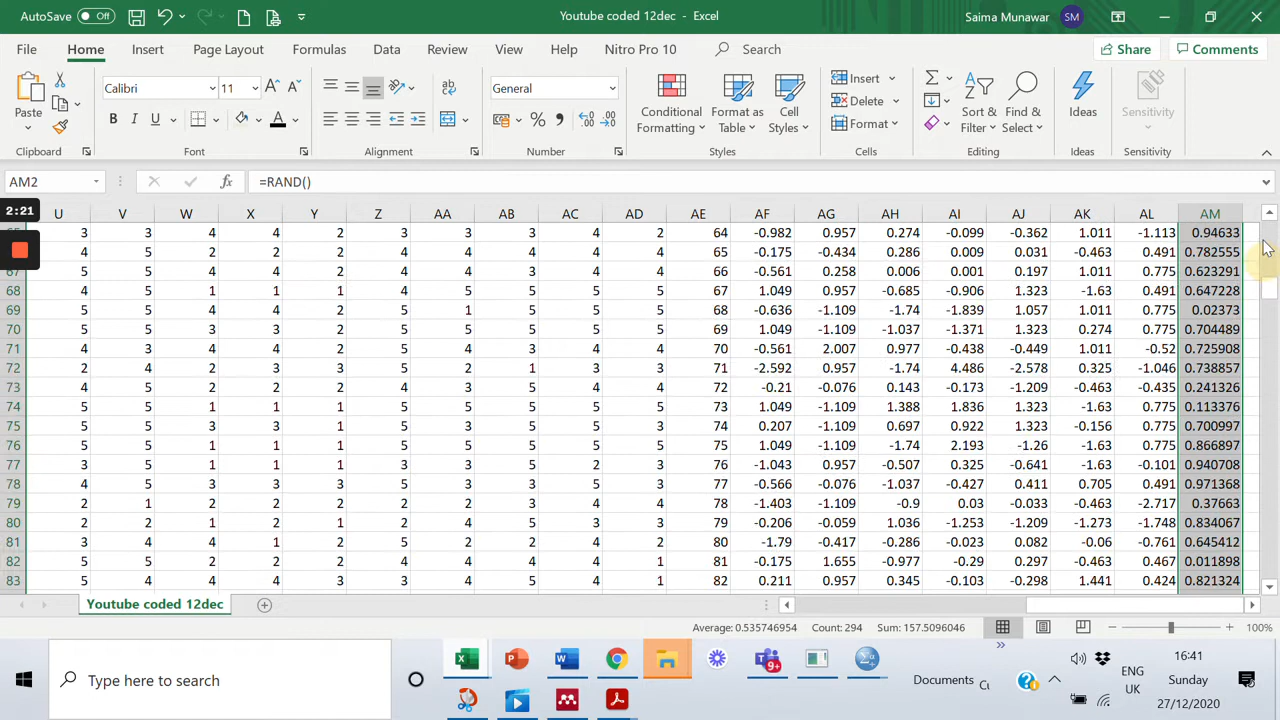 AutoSave Off Youtube coded 12dec - Excel Saima Munawar SM
File Home Insert Page Layout Formulas Data Review View Help Nitro Pro 10 Search Share Comments
Calibri 11 General Insert
Paste B I U A % Conditional Formatting Format as Table Cell Styles Delete Format Sort & Filter Find & Select Ideas Sensitivity
Clipboard Font Alignment Number Styles Cells Editing Ideas Sensitivity
AM2 fx =RAND()
2:21
U V W X Y Z AA AB AC AD AE AF AG AH AI AJ AK AL AM
3 3 4 4 2 3 3 3 4 2 64 -0.982 0.957 0.274 -0.099 -0.362 1.011 -1.113 0.94633
4 5 2 2 2 4 4 4 4 4 65 -0.175 -0.434 0.286 0.009 0.031 -0.463 0.491 0.782555
67 5 5 4 4 2 4 4 3 4 4 66 -0.561 0.258 0.006 0.001 0.197 1.011 0.775 0.623291
68 4 5 1 1 1 4 5 5 5 5 67 1.049 0.957 -0.685 -0.906 1.323 -1.63 0.491 0.647228
69 5 5 4 4 2 5 1 5 5 5 68 -0.636 -1.109 -1.74 -1.839 1.057 1.011 0.775 0.02373
70 5 5 3 3 2 5 5 5 5 5 69 1.049 -1.109 -1.037 -1.371 1.323 0.274 0.775 0.704489
71 4 3 4 4 2 5 4 3 4 4 70 -0.561 2.007 0.977 -0.438 -0.449 1.011 -0.52 0.725908
72 2 4 2 3 3 5 2 1 3 3 71 -2.592 0.957 -1.74 4.486 -2.578 0.325 -1.046 0.738857
73 4 5 2 2 2 4 3 5 4 4 72 -0.21 -0.076 0.143 -0.173 -1.209 -0.463 -0.435 0.241326
74 5 5 1 1 1 5 5 5 5 5 73 1.049 -1.109 1.388 1.836 1.323 -1.63 0.775 0.113376
75 5 5 3 3 1 5 5 5 5 5 74 0.207 -1.109 0.697 0.922 1.323 -0.156 0.775 0.700997
76 5 5 1 1 1 5 5 5 5 5 75 1.049 -1.109 -1.74 2.193 -1.26 -1.63 0.775 0.866897
77 3 5 1 1 1 3 3 5 2 3 76 -1.043 0.957 -0.507 0.325 -0.641 -1.63 -0.101 0.940708
78 4 5 3 3 3 5 3 5 5 3 77 -0.566 -0.076 -1.037 -0.427 0.411 0.705 0.491 0.971368
79 2 1 2 2 2 2 2 3 4 4 78 -1.403 -1.109 -0.9 0.03 -0.033 -0.463 -2.717 0.37663
80 2 2 1 2 1 2 4 5 3 3 79 -0.206 -0.059 1.036 -1.253 -1.209 -1.273 -1.748 0.834067
81 3 4 4 1 2 5 2 2 4 2 80 -1.79 -0.417 -0.286 -0.023 0.082 -0.06 -0.761 0.645412
82 5 5 2 2 2 4 4 4 4 1 81 -0.175 1.655 -0.977 -0.29 0.297 -0.463 0.467 0.011898
83 5 4 4 4 3 3 4 5 4 1 82 0.211 0.957 0.345 -0.103 -0.298 1.441 0.424 0.821324
Youtube coded 12dec
Average: 0.535746954 Count: 294 Sum: 157.5096046 100%
Type here to search 9+ Documents ENG UK 16:41 Sunday 27/12/2020